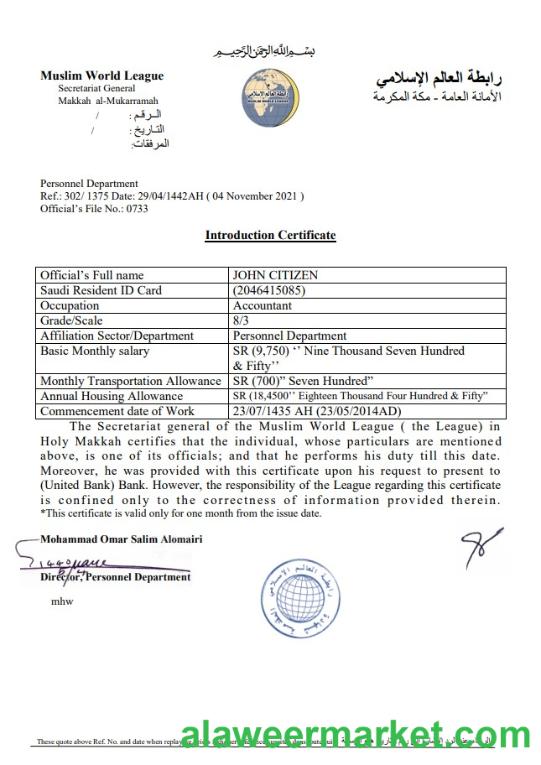 بسم الله الرحمن الرحيم
Muslim World League
Secretariat General
Makkah al-Mukarramah
رابطة العالم الإسلامي
الأمانة العامة - مكة المكرمة
الـرقـم : /
التـاريخ : /
المرفقات:
Personnel Department
Ref.: 302/ 1375 Date: 29/04/1442AH ( 04 November 2021 )
Official’s File No.: 0733
Introduction Certificate
Official’s Full name JOHN CITIZEN
Saudi Resident ID Card (2046415085)
Occupation Accountant
Grade/Scale 8/3
Affiliation Sector/Department Personnel Department
Basic Monthly salary SR (9,750) ‘’ Nine Thousand Seven Hundred
& Fifty’’
Monthly Transportation Allowance SR (700)” Seven Hundred”
Annual Housing Allowance SR (18,4500’’ Eighteen Thousand Four Hundred & Fifty”
Commencement date of Work 23/07/1435 AH (23/05/2014AD)
The Secretariat general of the Muslim World League ( the League) in
Holy Makkah certifies that the individual, whose particulars are mentioned
above, is one of its officials; and that he performs his duty till this date.
Moreover, he was provided with this certificate upon his request to present to
(United Bank) Bank. However, the responsibility of the League regarding this certificate
is confined only to the correctness of information provided therein.
*This certificate is valid only for one month from the issue date.
Mohammad Omar Salim Alomairi
Director, Personnel Department
mhw
رابطة العالم الإسلامي
These quote above Ref. No. and date when
alaweermarket.com